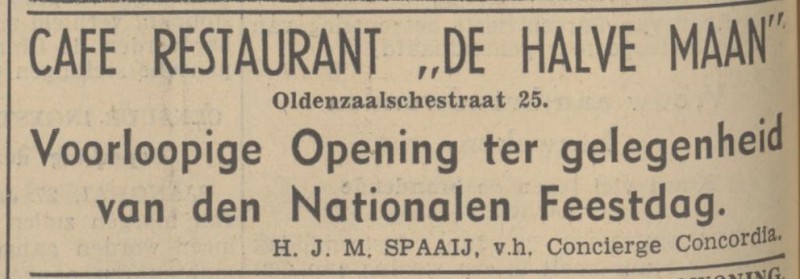 CAFE RESTAURANT „DE HALVE MAAN”
Oldenzaalschestraat 25.
Voorloopige Opening ter gelegenheid
van den Nationalen Feestdag.
H. J. M. SPAAIJ, v.h. Concierge Concordia.